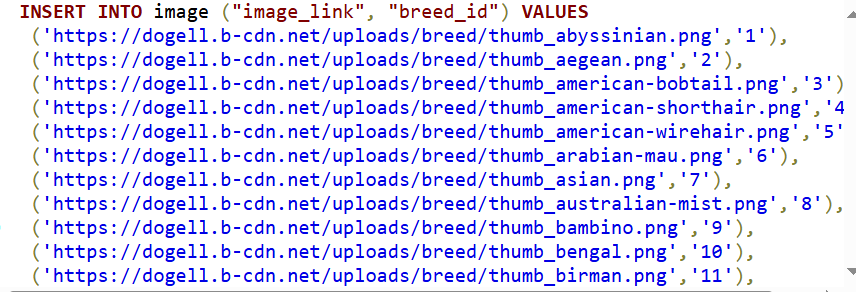 INSERT INTO image ("image_link", "breed_id") VALUES
('https://dogell.b-cdn.net/uploads/breed/thumb_abyssinian.png','1'),
('https://dogell.b-cdn.net/uploads/breed/thumb_aegean.png','2'),
('https://dogell.b-cdn.net/uploads/breed/thumb_american-bobtail.png','3')
('https://dogell.b-cdn.net/uploads/breed/thumb_american-shorthair.png','4
('https://dogell.b-cdn.net/uploads/breed/thumb_american-wirehair.png','5'
('https://dogell.b-cdn.net/uploads/breed/thumb_arabian-mau.png','6'),
('https://dogell.b-cdn.net/uploads/breed/thumb_asian.png','7'),
('https://dogell.b-cdn.net/uploads/breed/thumb_australian-mist.png','8'),
('https://dogell.b-cdn.net/uploads/breed/thumb_bambino.png','9'),
('https://dogell.b-cdn.net/uploads/breed/thumb_bengal.png','10'),
('https://dogell.b-cdn.net/uploads/breed/thumb_birman.png','11'),